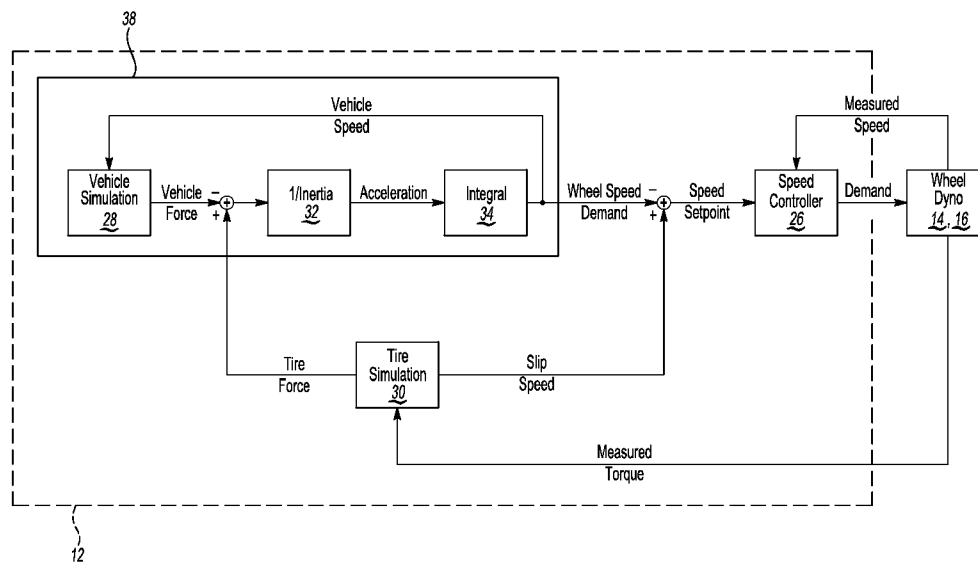 38
Vehicle
Speed
Measured
Speed
Vehicle
Simulation
28
Vehicle
Force
−
+
1/Inertia
32
Acceleration
Integral
34
Wheel Speed
Demand
−
+
Speed
Setpoint
Speed
Controller
26
Demand
Wheel
Dyno
14, 16
Tire
Force
Tire
Simulation
30
Slip
Speed
Measured
Torque
12